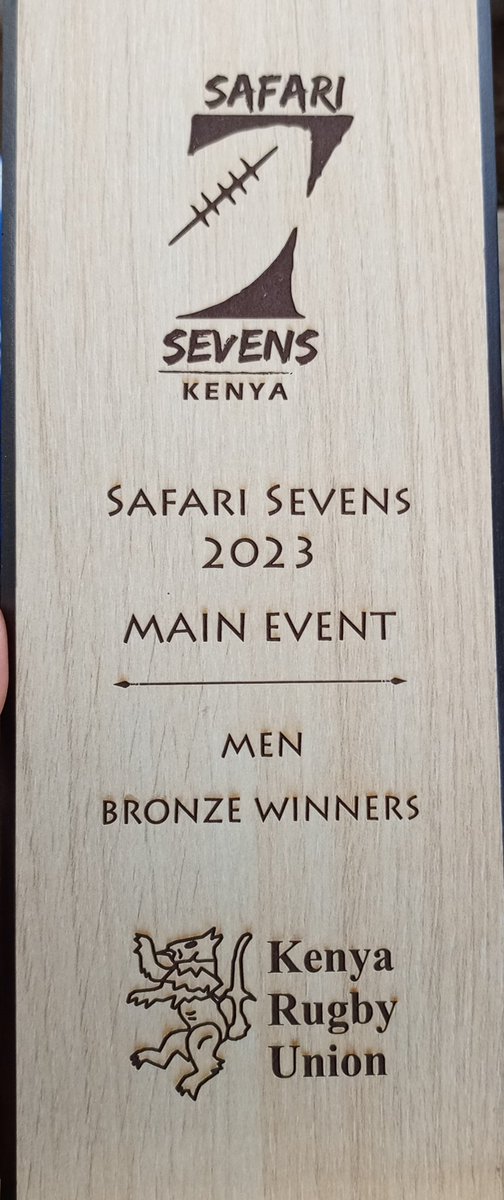 SAFARI
SEVENS
KENYA
SAFARI SEVENS
2023
MAIN EVENT
MEN
BRONZE WINNERS
Kenya
Rugby
Union